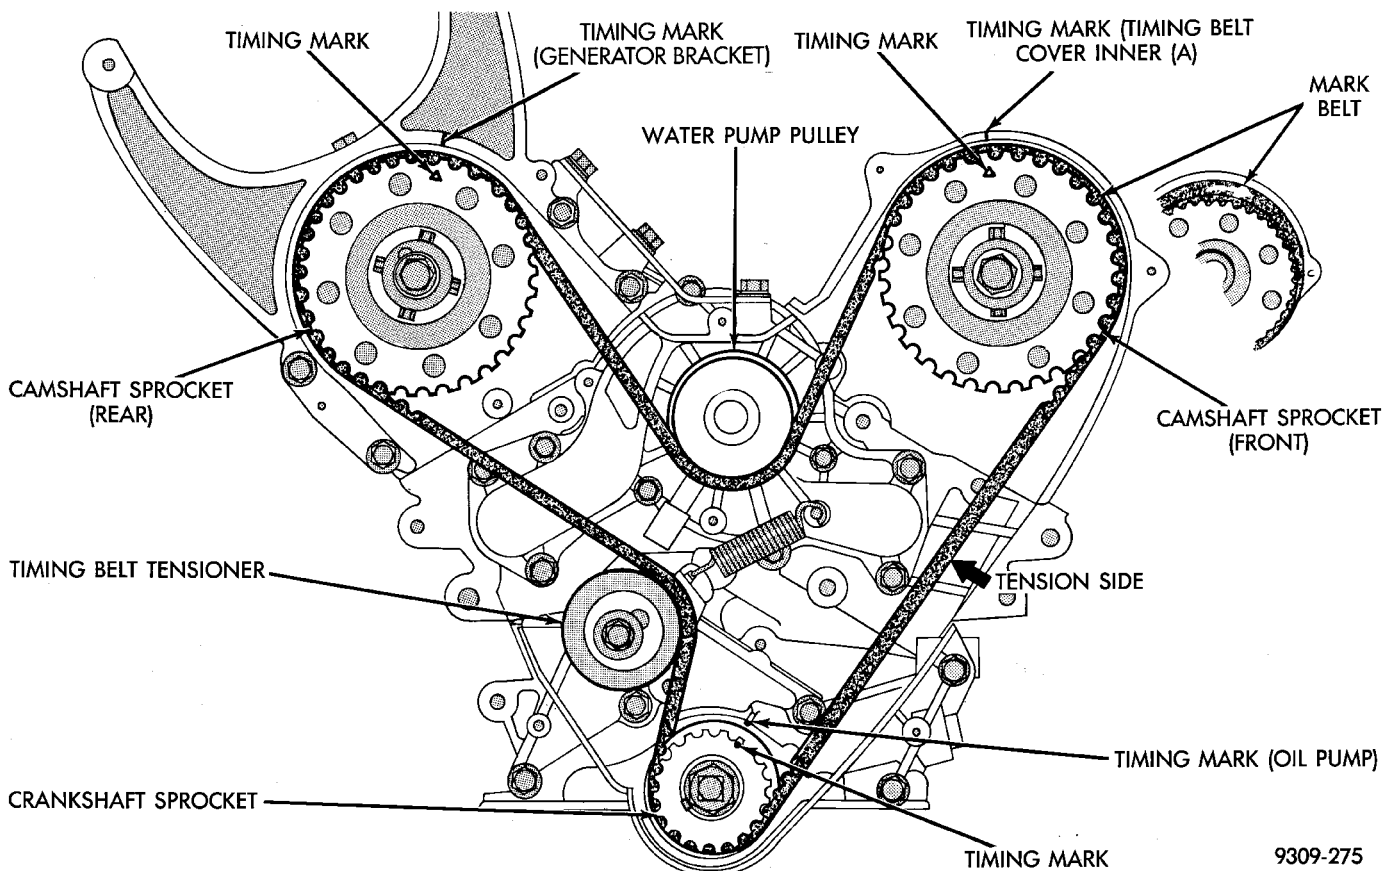 TIMING MARK
TIMING MARK
(GENERATOR BRACKET)
TIMING MARK
TIMING MARK (TIMING BELT
COVER INNER (A)
MARK
BELT
WATER PUMP PULLEY
CAMSHAFT SPROCKET
(REAR)
CAMSHAFT SPROCKET
(FRONT)
TIMING BELT TENSIONER
TENSION SIDE
TIMING MARK (OIL PUMP)
CRANKSHAFT SPROCKET
TIMING MARK
9309-275